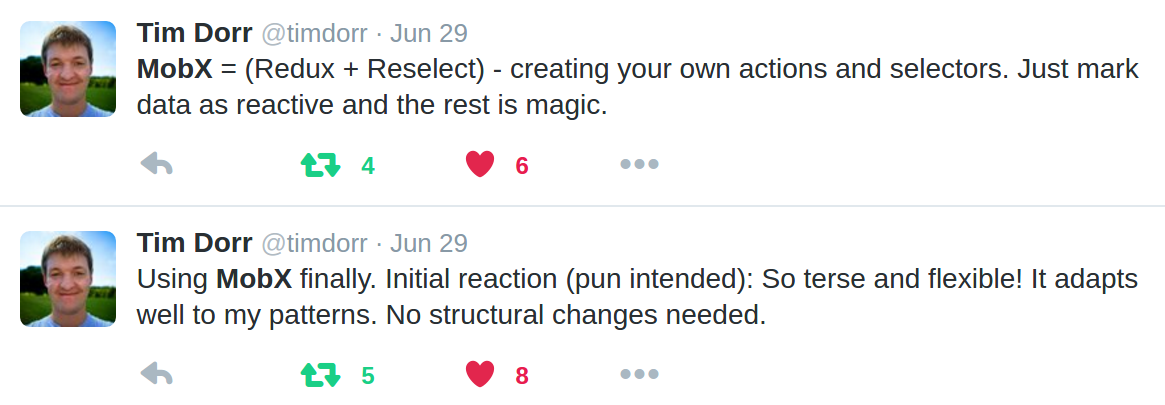 Tim Dorr @timdorr · Jun 29
MobX = (Redux + Reselect) - creating your own actions and selectors. Just mark
data as reactive and the rest is magic.
4 6
Tim Dorr @timdorr · Jun 29
Using MobX finally. Initial reaction (pun intended): So terse and flexible! It adapts
well to my patterns. No structural changes needed.
5 8